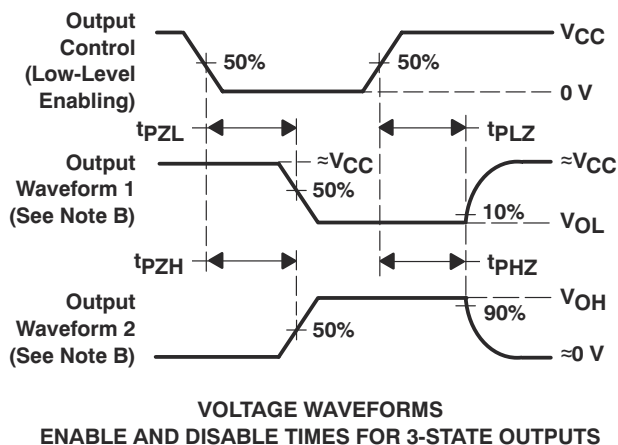 Output
Control
(Low-Level
Enabling)
50%
50%
VCC
0 V
tPZL
tPLZ
Output
Waveform 1
(See Note B)
≈VCC
50%
≈VCC
10%
VOL
tPZH
tPHZ
Output
Waveform 2
(See Note B)
50%
VOH
90%
≈0 V
VOLTAGE WAVEFORMS
ENABLE AND DISABLE TIMES FOR 3-STATE OUTPUTS